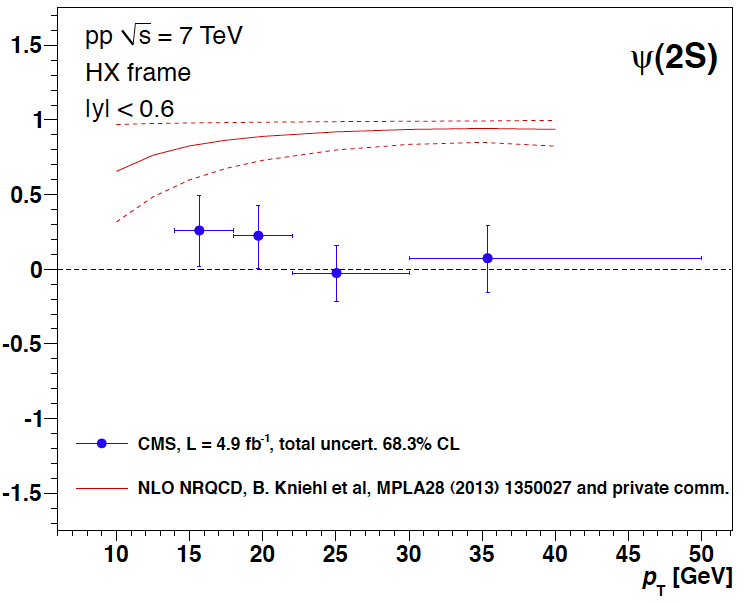 pp √s = 7 TeV
HX frame
|y| < 0.6
ψ(2S)
1.5
1
0.5
0
-0.5
-1
-1.5
CMS, L = 4.9 fb⁻¹, total uncert. 68.3% CL
NLO NRQCD, B. Kniehl et al, MPLA28 (2013) 1350027 and private comm.
10 15 20 25 30 35 40 45 50
p_T [GeV]